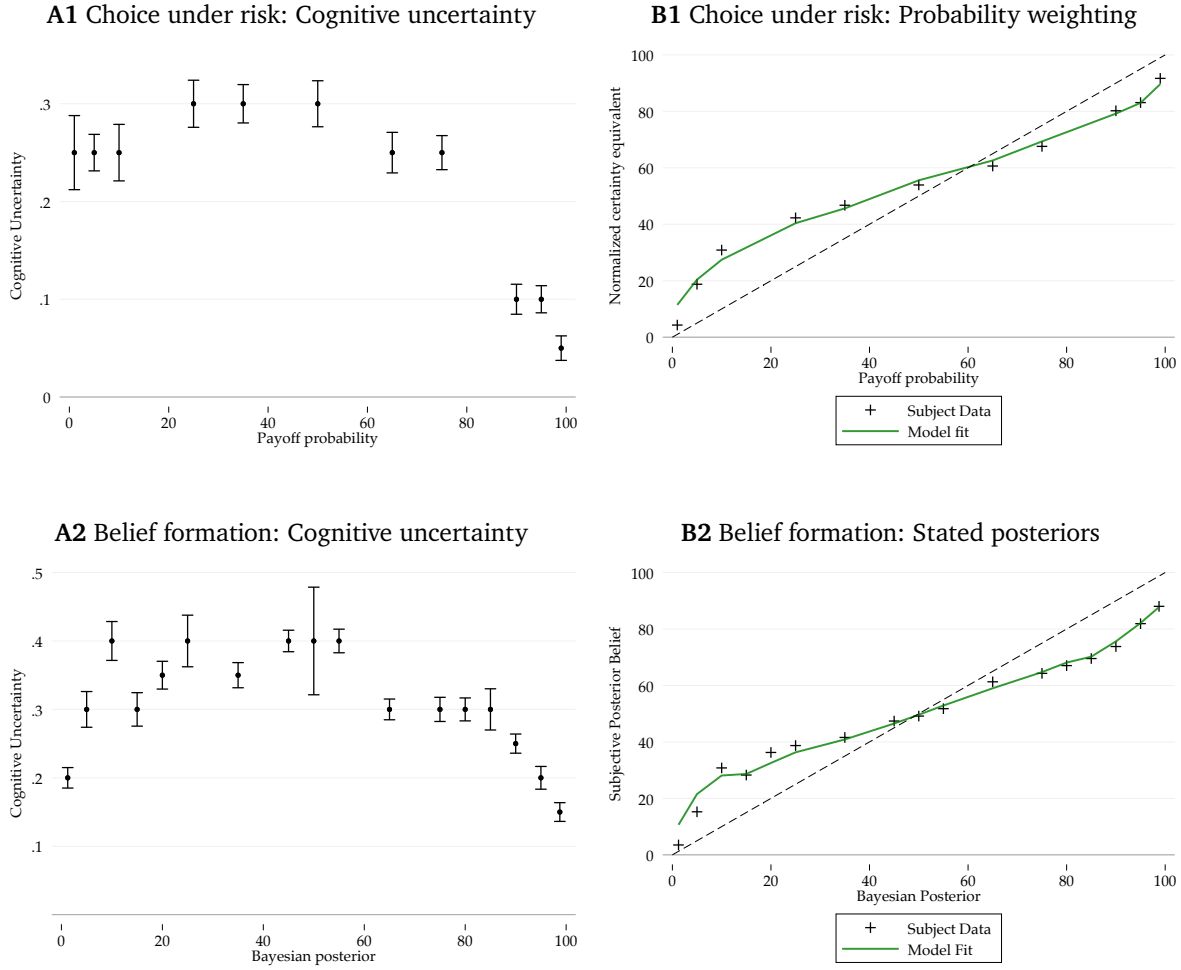 A1 Choice under risk: Cognitive uncertainty
Cognitive Uncertainty
.3
.2
.1
0
0 20 40 60 80 100
Payoff probability
B1 Choice under risk: Probability weighting
Normalized certainty equivalent
100
80
60
40
20
0
0 20 40 60 80 100
Payoff probability
Subject Data
Model fit
A2 Belief formation: Cognitive uncertainty
Cognitive Uncertainty
.5
.4
.3
.2
.1
0 20 40 60 80 100
Bayesian posterior
B2 Belief formation: Stated posteriors
Subjective Posterior Belief
100
80
60
40
20
0
0 20 40 60 80 100
Bayesian Posterior
Subject Data
Model Fit